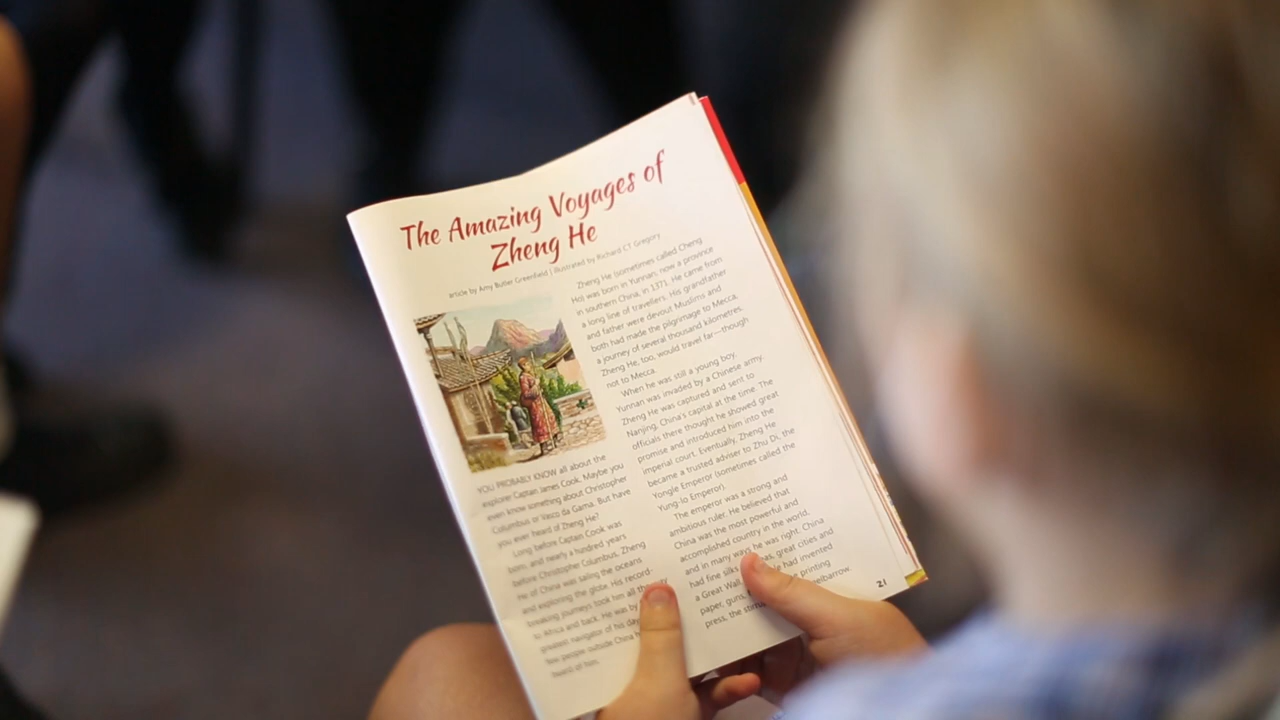 The Amazing Voyages of
Zheng He
article by Amy Butler Greenfield | illustrated by Richard CT Gregory
YOU PROBABLY KNOW all about the
explorer Captain James Cook. Maybe you
even know something about Christopher
Columbus or Vasco da Gama. But have
you ever heard of Zheng He?
Long before Captain Cook was
born, and nearly a hundred years
before Christopher Columbus, Zheng
He of China was sailing the oceans
and exploring the globe. His record-
breaking journeys took him all the way
to Africa and back. He was
greatest navigator of his day
few people outside China
heard of him.
Zheng He (sometimes called Cheng
Ho) was born in Yunnan, now a province
in southern China, in 1371. He came from
a long line of travellers. His grandfather
and father were devout Muslims and
both had made the pilgrimage to Mecca,
a journey of several thousand kilometres.
Zheng He, too, would travel far—though
not to Mecca.
When he was still a young boy,
Yunnan was invaded by a Chinese army.
Zheng He was captured and sent to
Nanjing, China's capital at the time. The
officials there thought he showed great
promise and introduced him into the
imperial court. Eventually, Zheng He
became a trusted adviser to Zhu Di, the
Yongle Emperor (sometimes called the
Yung-lo Emperor).
The emperor was a strong and
ambitious ruler. He believed that
China was the most powerful and
accomplished country in the world,
and in many ways he was right. China
had fine silks great cities and
a Great Wall. had invented
paper, guns, printing
press, the
21